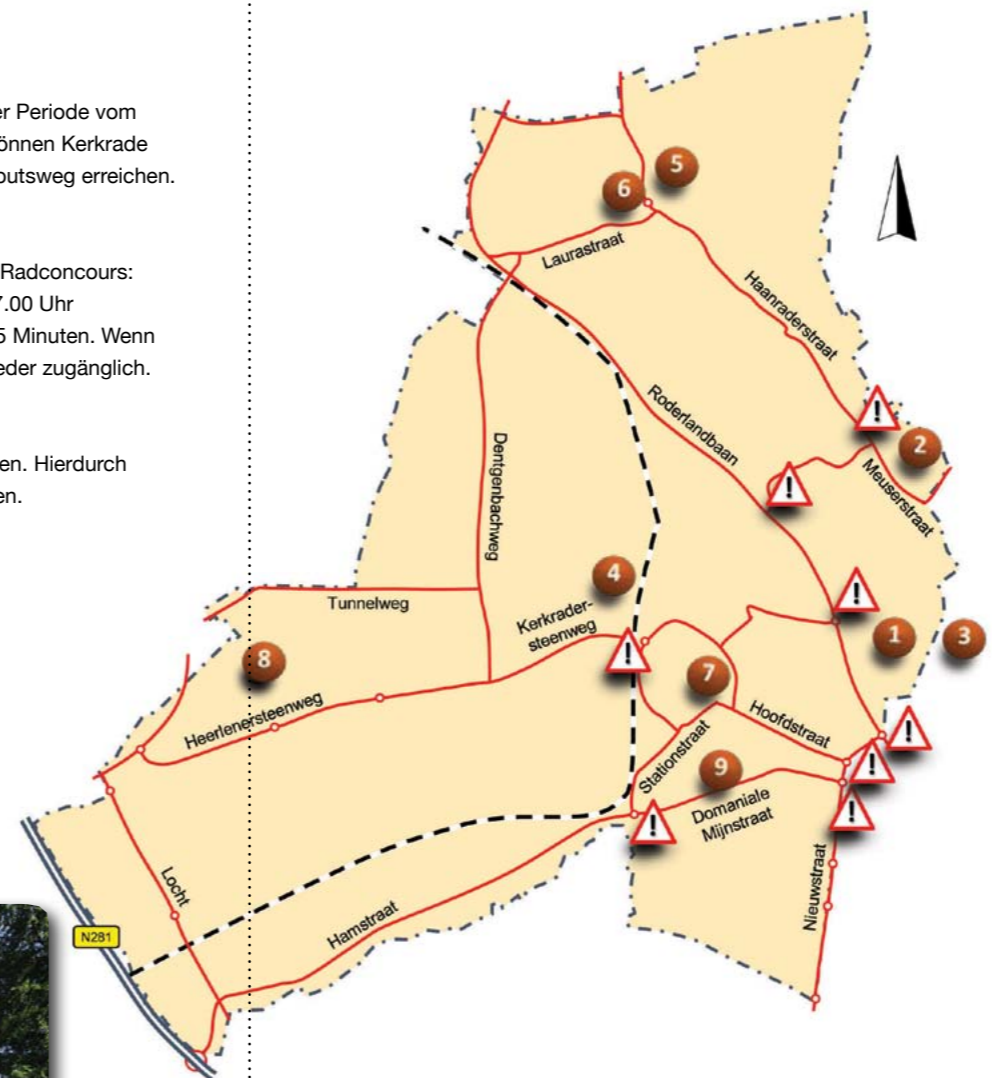 er Periode vom
önnen Kerkrade
outsweg erreichen.
Radconcours:
7.00 Uhr
5 Minuten. Wenn
eder zugänglich.
en. Hierdurch
en.
5
6
Laurastraat
Haanraderstraat
Roderlandbaan
!
2
Meuserstraat
!
Dentgenbachweg
4
Tunnelweg
Kerkrader-
steenweg
!
!
1
3
8
7
Heerlenersteenweg
Hoofdstraat
Stationstraat
!
!
9
!
Domaniale
Mijnstraat
!
Nieuwstraat
Locht
Hamstraat
N281